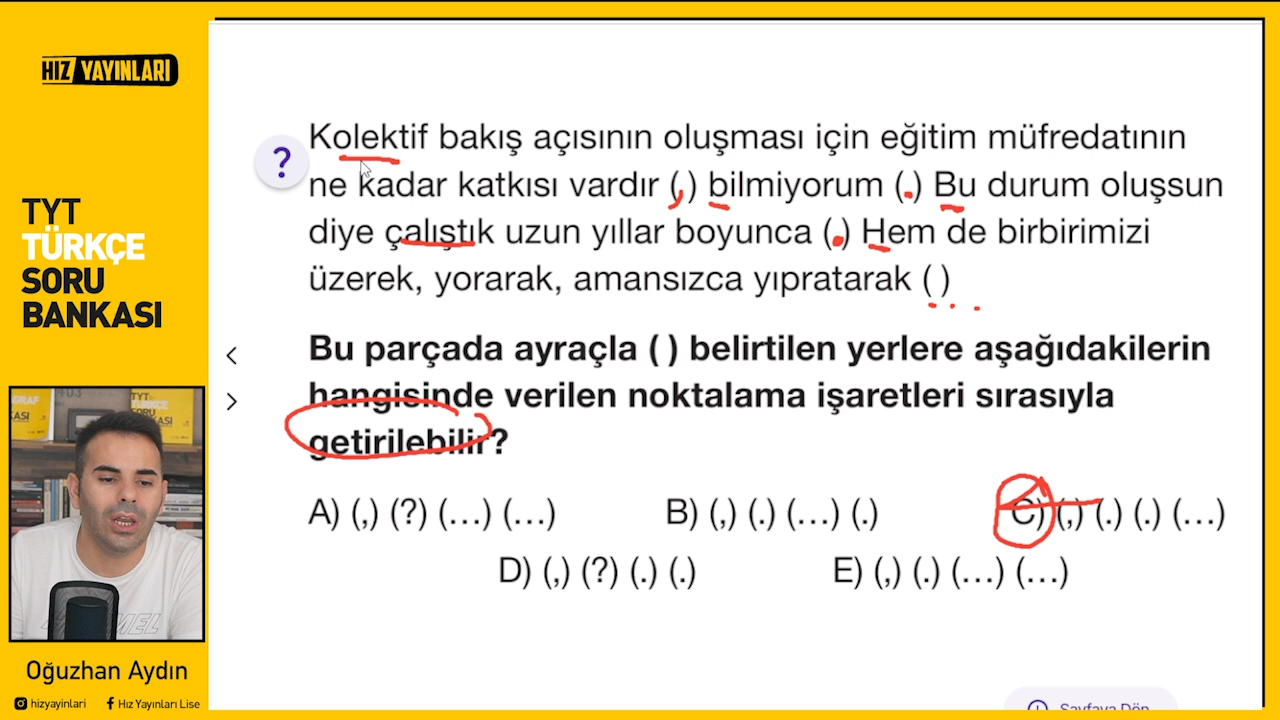 HIZ YAYINLARI
TYT
TÜRKÇE
SORU
BANKASI
Kolektif bakış açısının oluşması için eğitim müfredatının
ne kadar katkısı vardır (,) bilmiyorum (.) Bu durum oluşsun
diye çalıştık uzun yıllar boyunca (.) Hem de birbirimizi
üzerek, yorarak, amansızca yıpratarak ( )
...
?
Bu parçada ayraçla ( ) belirtilen yerlere aşağıdakilerin
hangisinde verilen noktalama işaretleri sırasıyla
getirilebilir?
A) (,) (?) (...) (...)
B) (,) (.) (...) (.)
C) (,) (.) (.) (...)
D) (,) (?) (.) (.)
E) (,) (.) (...) (...)
Oğuzhan Aydın
hizyayinlari
Hız Yayınları Lise